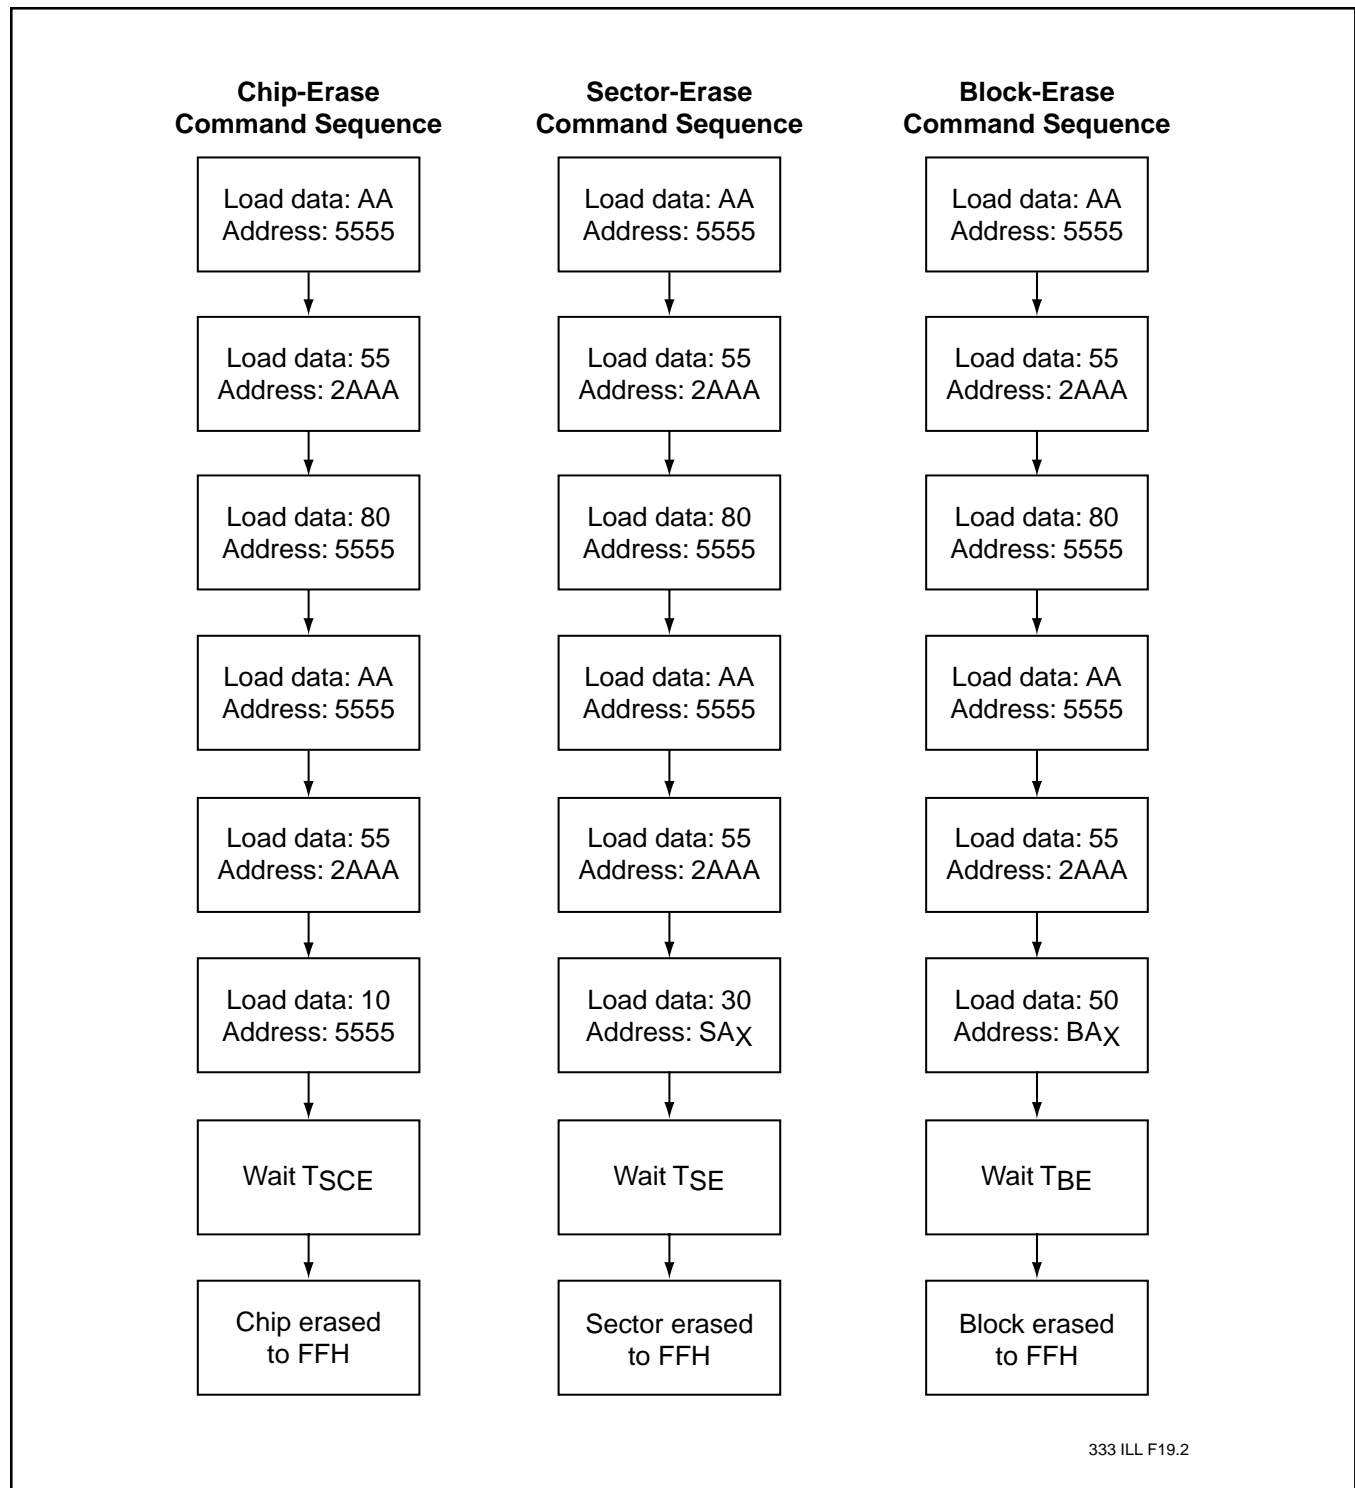 Chip-Erase
Command Sequence
Load data: AA
Address: 5555
Load data: 55
Address: 2AAA
Load data: 80
Address: 5555
Load data: AA
Address: 5555
Load data: 55
Address: 2AAA
Load data: 10
Address: 5555
Wait TSCE
Chip erased
to FFH
Sector-Erase
Command Sequence
Load data: AA
Address: 5555
Load data: 55
Address: 2AAA
Load data: 80
Address: 5555
Load data: AA
Address: 5555
Load data: 55
Address: 2AAA
Load data: 30
Address: SAX
Wait TSE
Sector erased
to FFH
Block-Erase
Command Sequence
Load data: AA
Address: 5555
Load data: 55
Address: 2AAA
Load data: 80
Address: 5555
Load data: AA
Address: 5555
Load data: 55
Address: 2AAA
Load data: 50
Address: BAX
Wait TBE
Block erased
to FFH
333 ILL F19.2